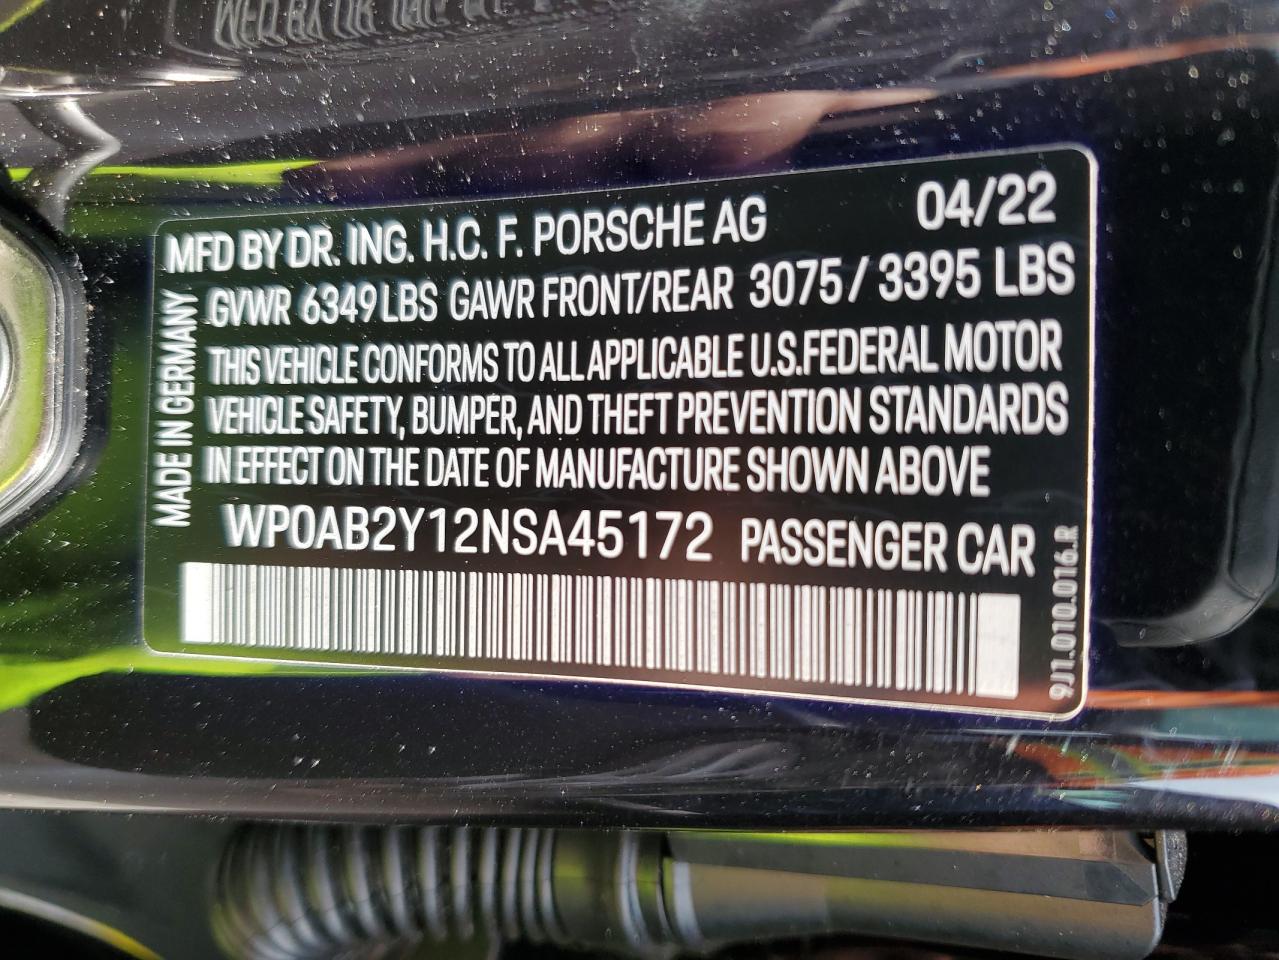 MFD BY DR. ING. H.C. F. PORSCHE AG 04/22
GVWR 6349LBS GAWR FRONT/REAR 3075/3395 LBS
THIS VEHICLE CONFORMS TO ALL APPLICABLE U.S.FEDERAL MOTOR
VEHICLE SAFETY, BUMPER, AND THEFT PREVENTION STANDARDS
IN EFFECT ON THE DATE OF MANUFACTURE SHOWN ABOVE
WP0AB2Y12NSA45172 PASSENGER CAR
MADE IN GERMANY
9J1.010.016.R